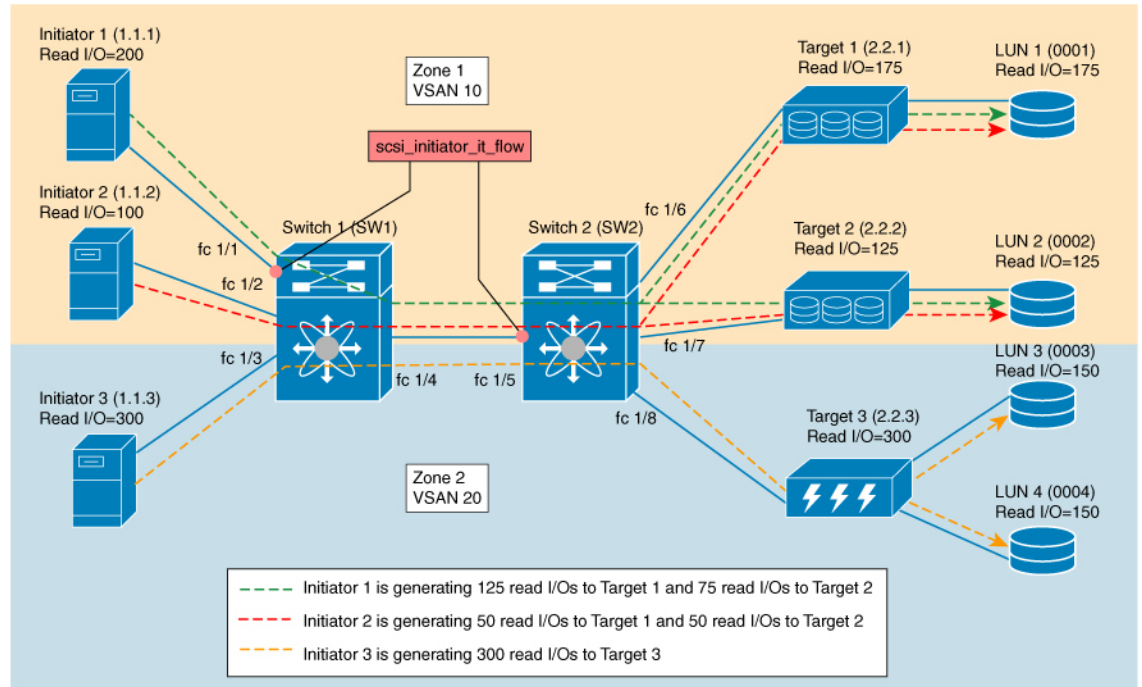 Initiator 1 (1.1.1)
Read I/O=200
Zone 1
VSAN 10
Target 1 (2.2.1)
Read I/O=175
LUN 1 (0001)
Read I/O=175
scsi_initiator_it_flow
Initiator 2 (1.1.2)
Read I/O=100
fc 1/1
Switch 1 (SW1)
Switch 2 (SW2)
fc 1/6
Target 2 (2.2.2)
Read I/O=125
LUN 2 (0002)
Read I/O=125
fc 1/2
fc 1/3
fc 1/4
fc 1/5
fc 1/7
LUN 3 (0003)
Read I/O=150
Initiator 3 (1.1.3)
Read I/O=300
fc 1/8
Target 3 (2.2.3)
Read I/O=300
Zone 2
VSAN 20
LUN 4 (0004)
Read I/O=150
Initiator 1 is generating 125 read I/Os to Target 1 and 75 read I/Os to Target 2
Initiator 2 is generating 50 read I/Os to Target 1 and 50 read I/Os to Target 2
Initiator 3 is generating 300 read I/Os to Target 3